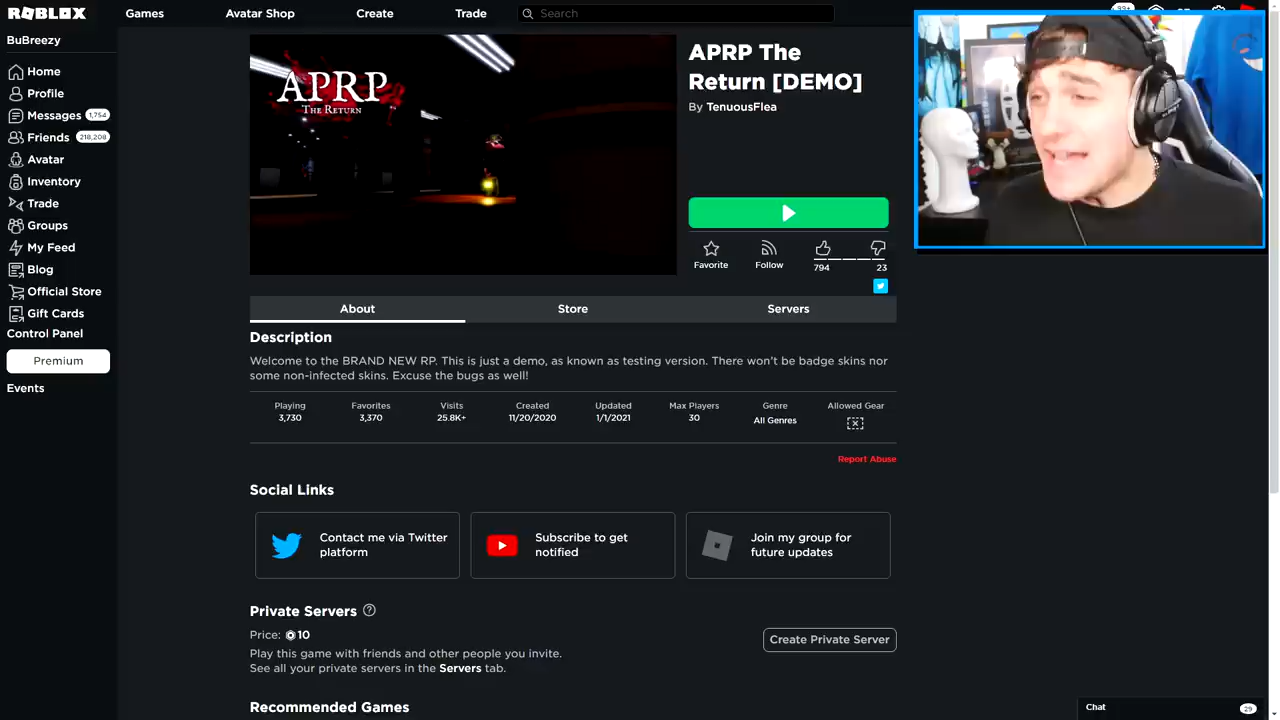 ROBLOX
Games
Avatar Shop
Create
Trade
Search
99+
BuBreezy
Home
Profile
Messages 1,754
Friends 218,208
Avatar
Inventory
Trade
Groups
My Feed
Blog
Official Store
Gift Cards
Control Panel
Premium
Events
APRP
THE RETURN
APRP The
Return [DEMO]
By TenuousFlea
Favorite
Follow
794
23
About
Store
Servers
Description
Welcome to the BRAND NEW RP. This is just a demo, as known as testing version. There won't be badge skins nor
some non-infected skins. Excuse the bugs as well!
Playing
Favorites
Visits
Created
Updated
Max Players
Genre
Allowed Gear
3,730
3,370
25.8K+
11/20/2020
1/1/2021
30
All Genres
Report Abuse
Social Links
Contact me via Twitter
platform
Subscribe to get
notified
Join my group for
future updates
Private Servers
Price: 10
Create Private Server
Play this game with friends and other people you invite.
See all your private servers in the Servers tab.
Recommended Games
Chat
29